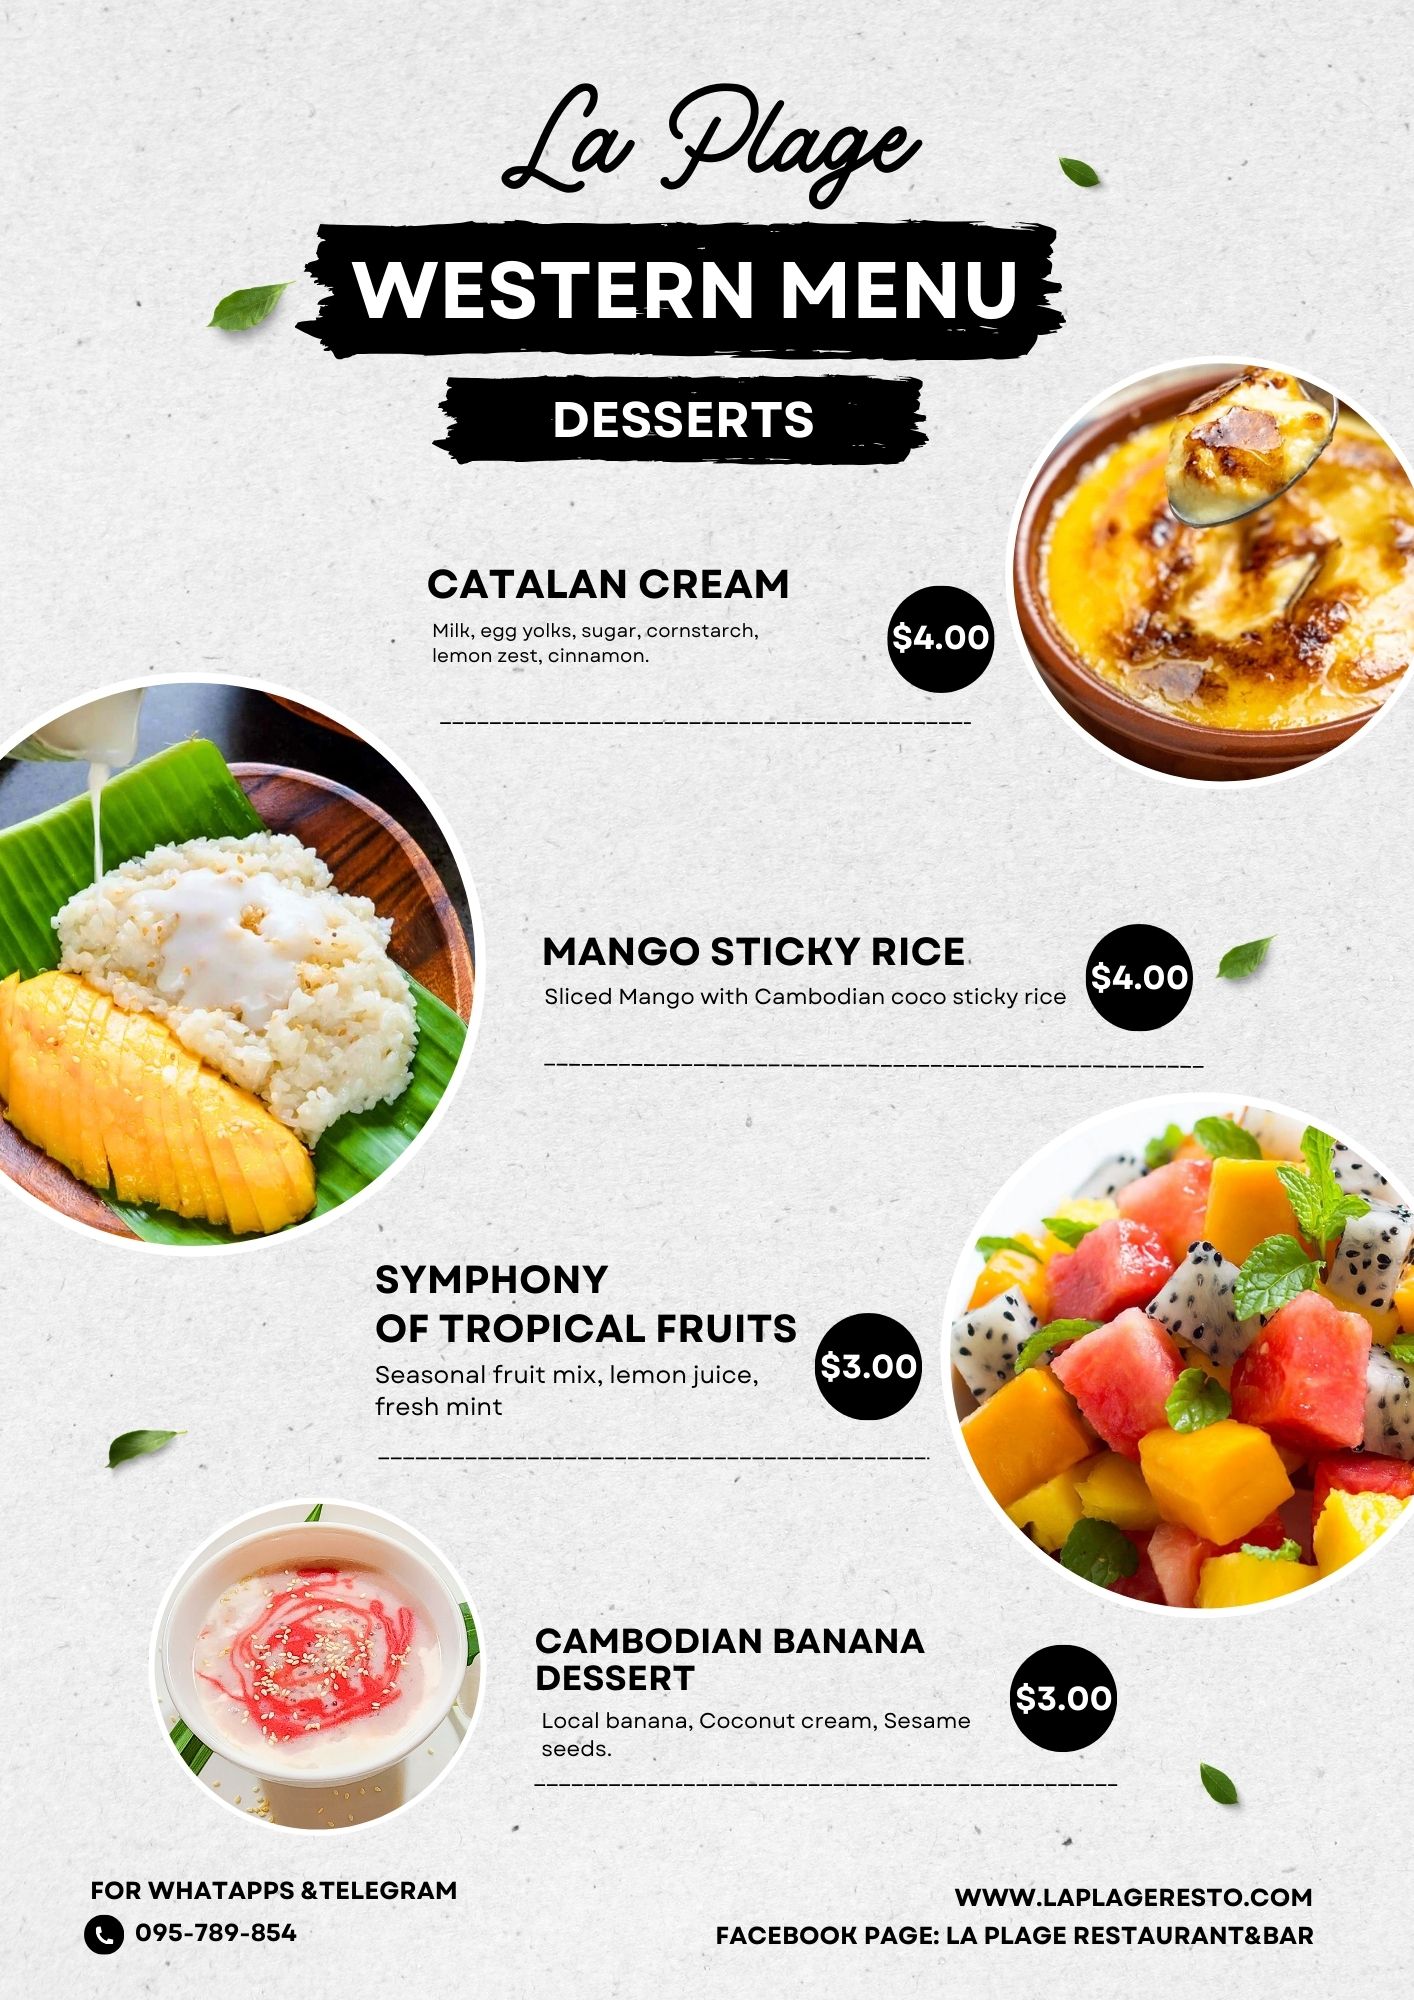 La Plage
WESTERN MENU
DESSERTS
CATALAN CREAM
Milk, egg yolks, sugar, cornstarch,
lemon zest, cinnamon.
$4.00
MANGO STICKY RICE
Sliced Mango with Cambodian coco sticky rice
$4.00
SYMPHONY
OF TROPICAL FRUITS
Seasonal fruit mix, lemon juice,
fresh mint
$3.00
CAMBODIAN BANANA
DESSERT
Local banana, Coconut cream, Sesame
seeds.
$3.00
FOR WHATAPPS &TELEGRAM
095-789-854
WWW.LAPLAGERESTO.COM
FACEBOOK PAGE: LA PLAGE RESTAURANT&BAR